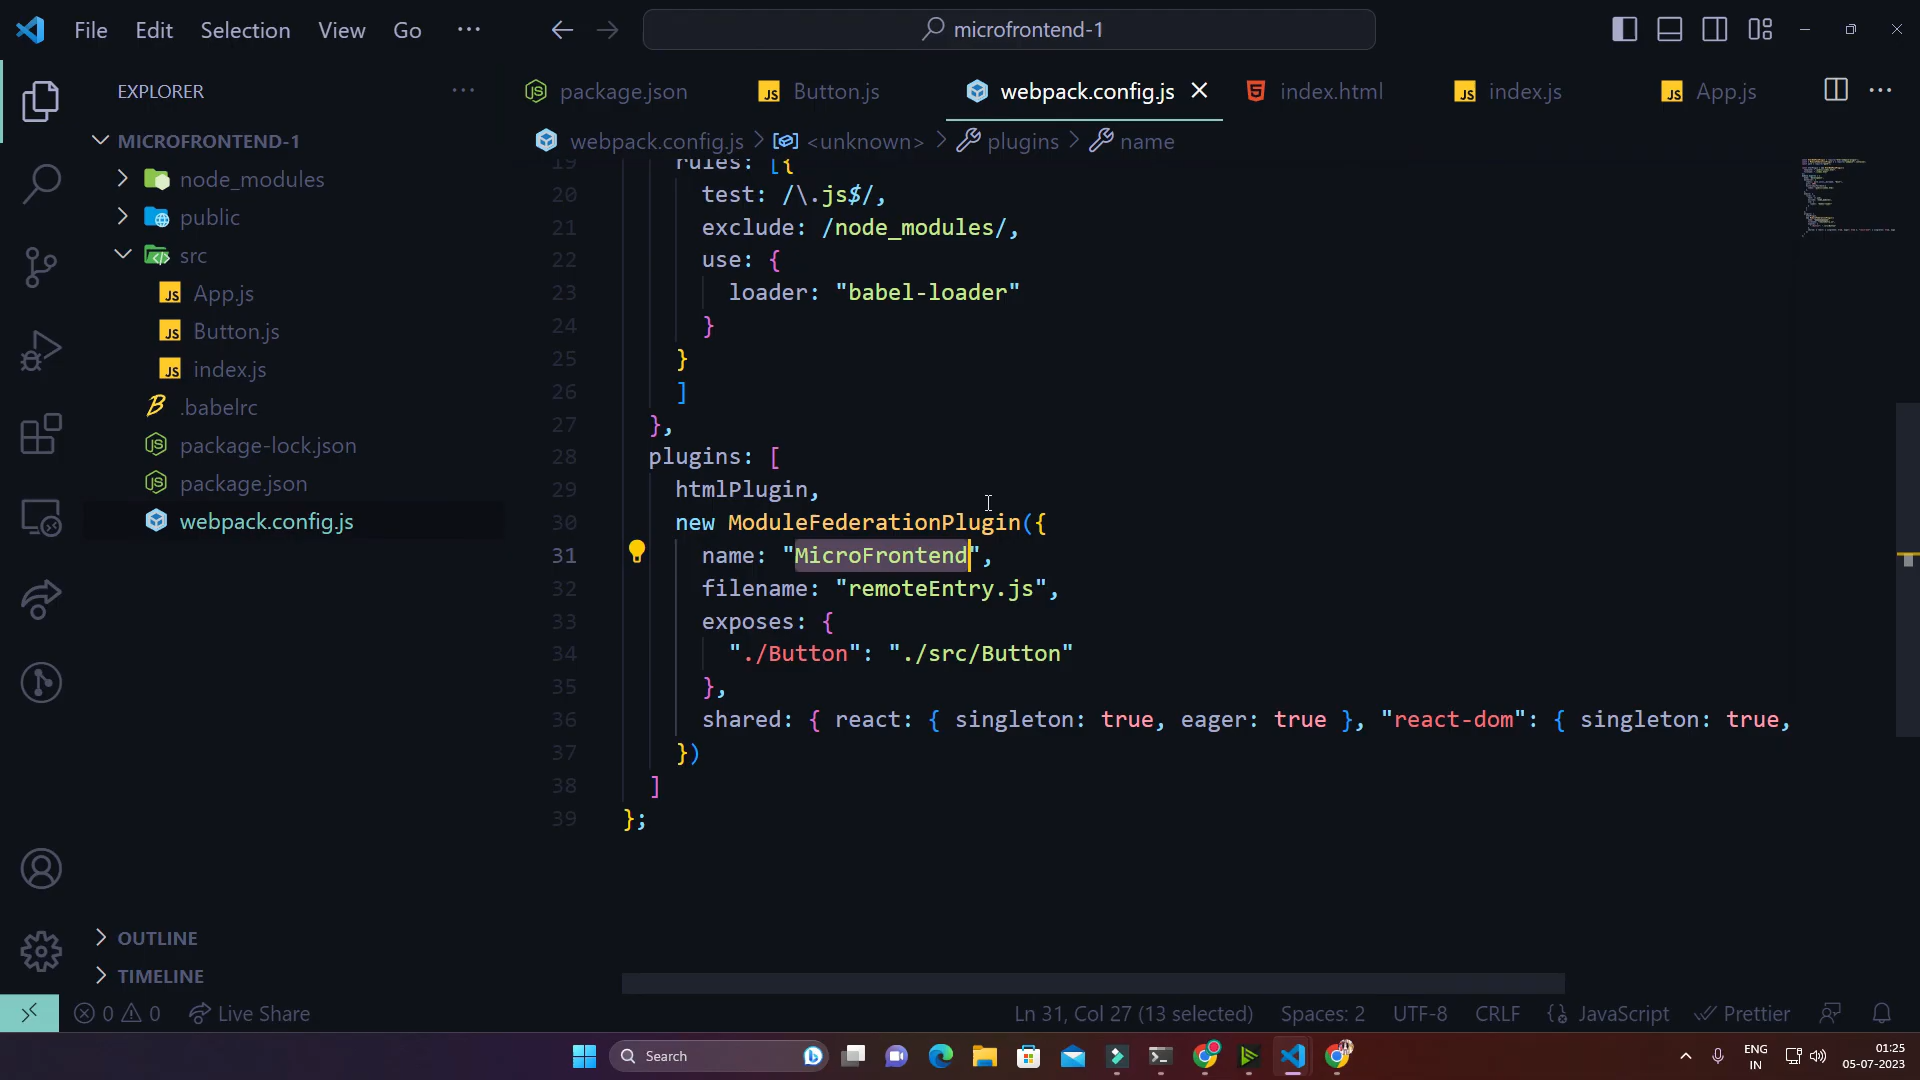 File Edit Selection View Go ···
microfrontend-1
EXPLORER ···
MICROFRONTEND-1
node_modules
public
src
App.js
Button.js
index.js
.babelrc
package-lock.json
package.json
webpack.config.js
OUTLINE
TIMELINE
package.json Button.js webpack.config.js index.html index.js App.js
webpack.config.js > <unknown> > plugins > name
19 rules: [{
20 test: /\.js$/,
21 exclude: /node_modules/,
22 use: {
23 loader: "babel-loader"
24 }
25 }
26 ]
27 },
28 plugins: [
29 htmlPlugin,
30 new ModuleFederationPlugin({
31 name: "MicroFrontend",
32 filename: "remoteEntry.js",
33 exposes: {
34 "./Button": "./src/Button"
35 },
36 shared: { react: { singleton: true, eager: true }, "react-dom": { singleton: true,
37 })
38 ]
39 };
0 0 Live Share Ln 31, Col 27 (13 selected) Spaces: 2 UTF-8 CRLF {} JavaScript Prettier
Search
ENG
IN
01:25
05-07-2023